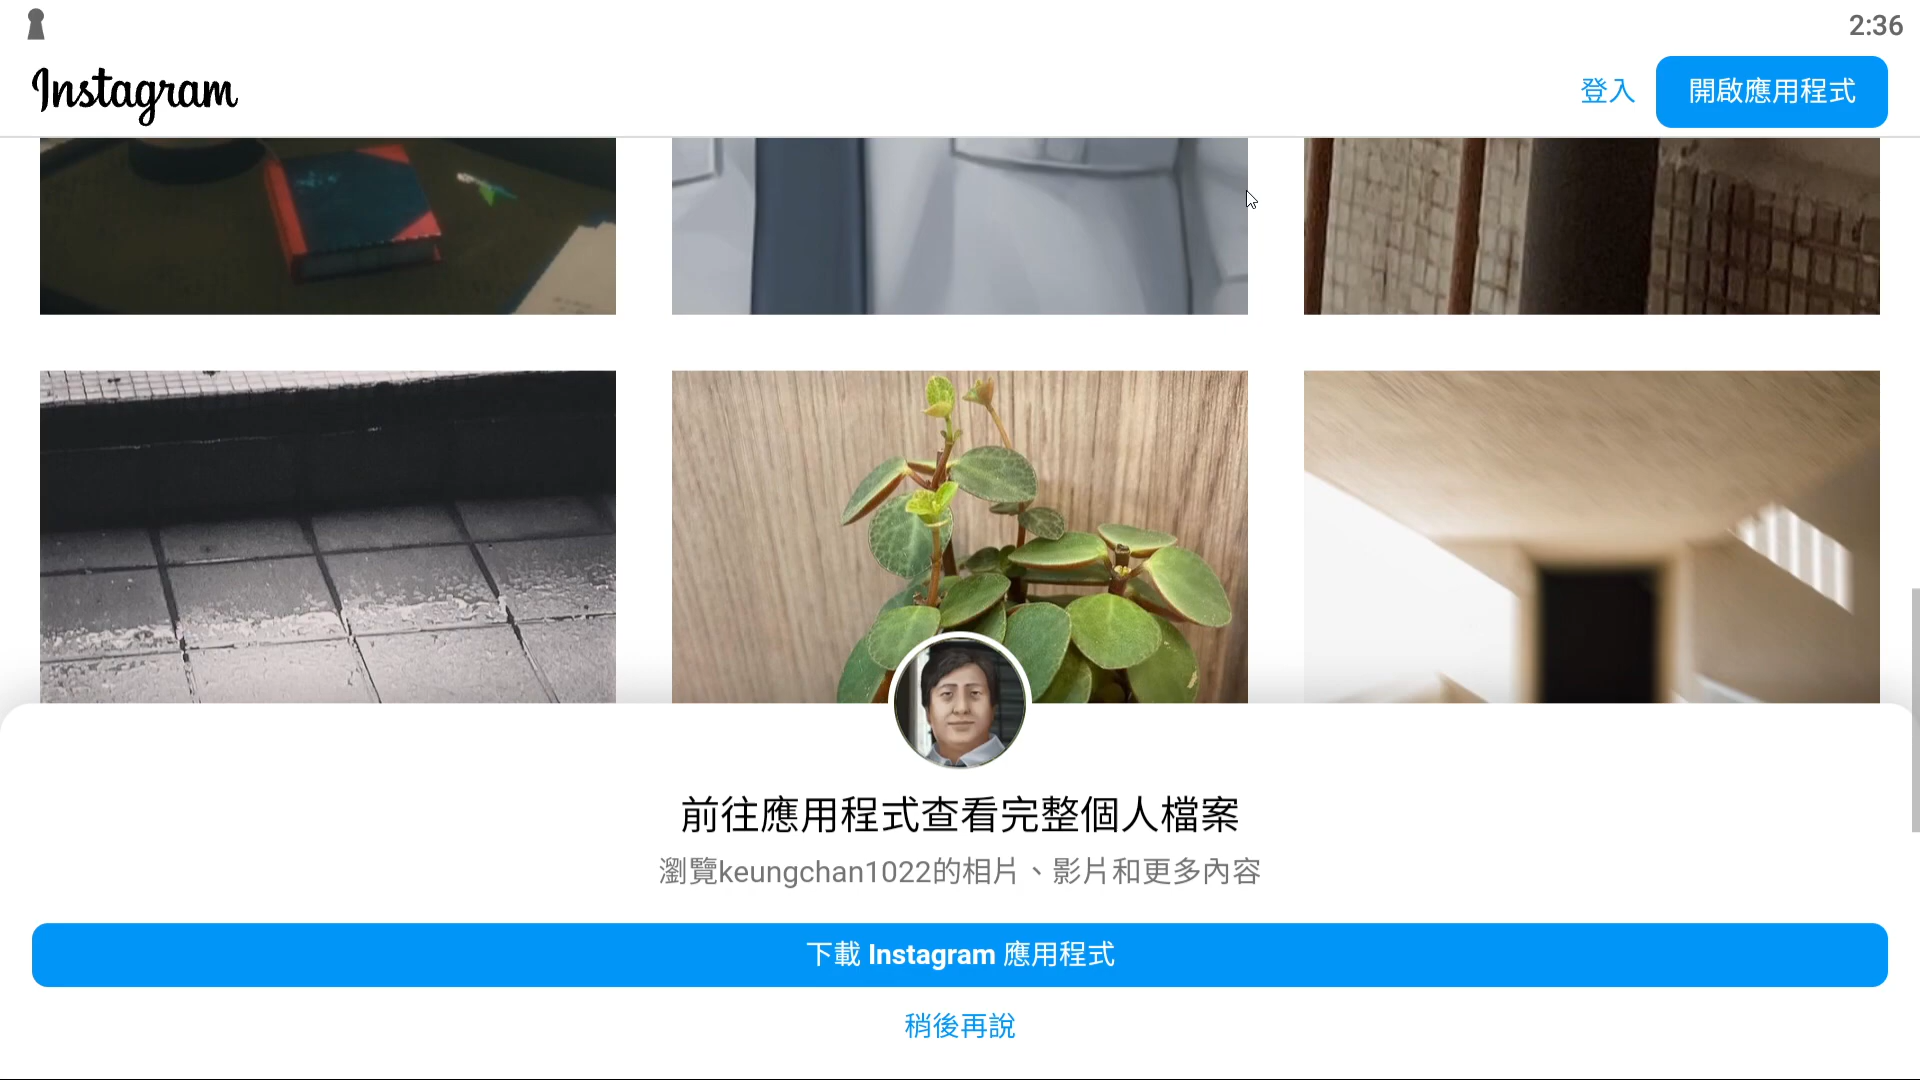 2:36
Instagram
登入
開啟應用程式
前往應用程式查看完整個人檔案
瀏覽keungchan1022的相片、影片和更多內容
下載 Instagram 應用程式
稍後再說